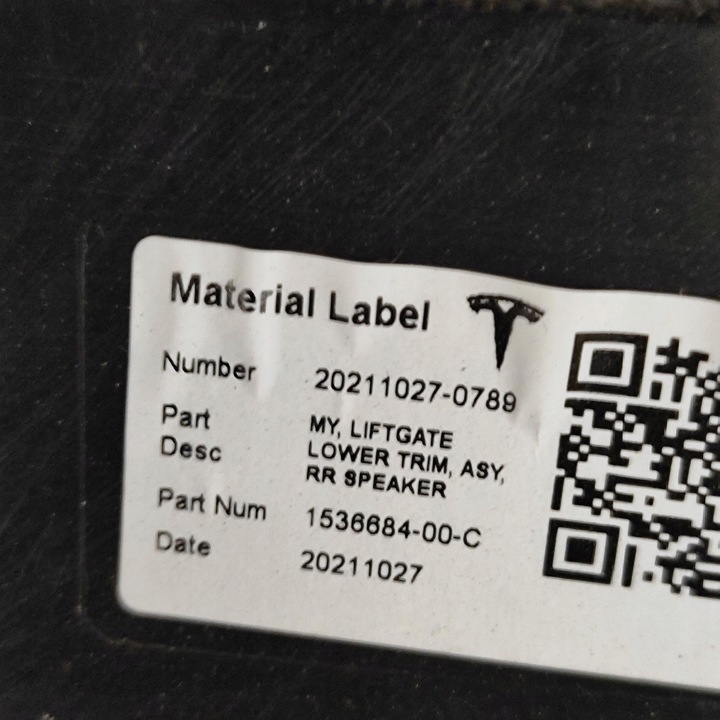 Material Label
Number 20211027-0789
Part Desc MY, LIFTGATE
LOWER TRIM, ASY,
RR SPEAKER
Part Num 1536684-00-C
Date 20211027